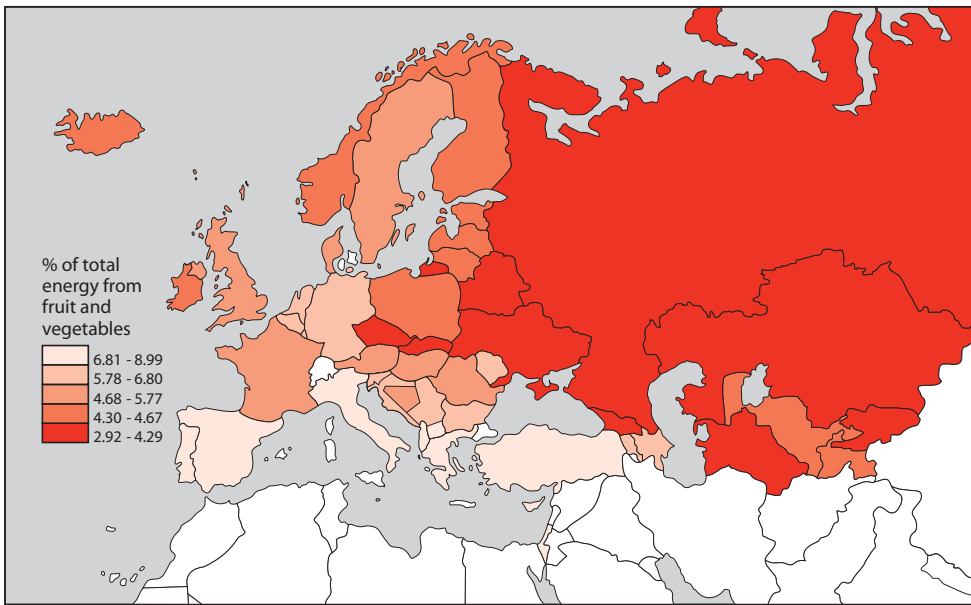 % of total
energy from
fruit and
vegetables
6.81 - 8.99
5.78 - 6.80
4.68 - 5.77
4.30 - 4.67
2.92 - 4.29